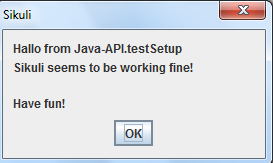 Sikuli
Hallo from Java-API.testSetup
Sikuli seems to be working fine!
Have fun!
OK